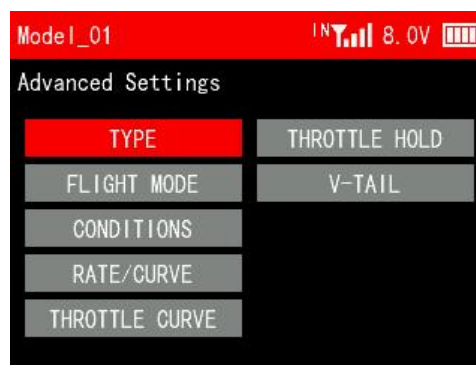 Model_01 IN 8.0V
Advanced Settings
TYPE THROTTLE HOLD
FLIGHT MODE V-TAIL
CONDITIONS
RATE/CURVE
THROTTLE CURVE